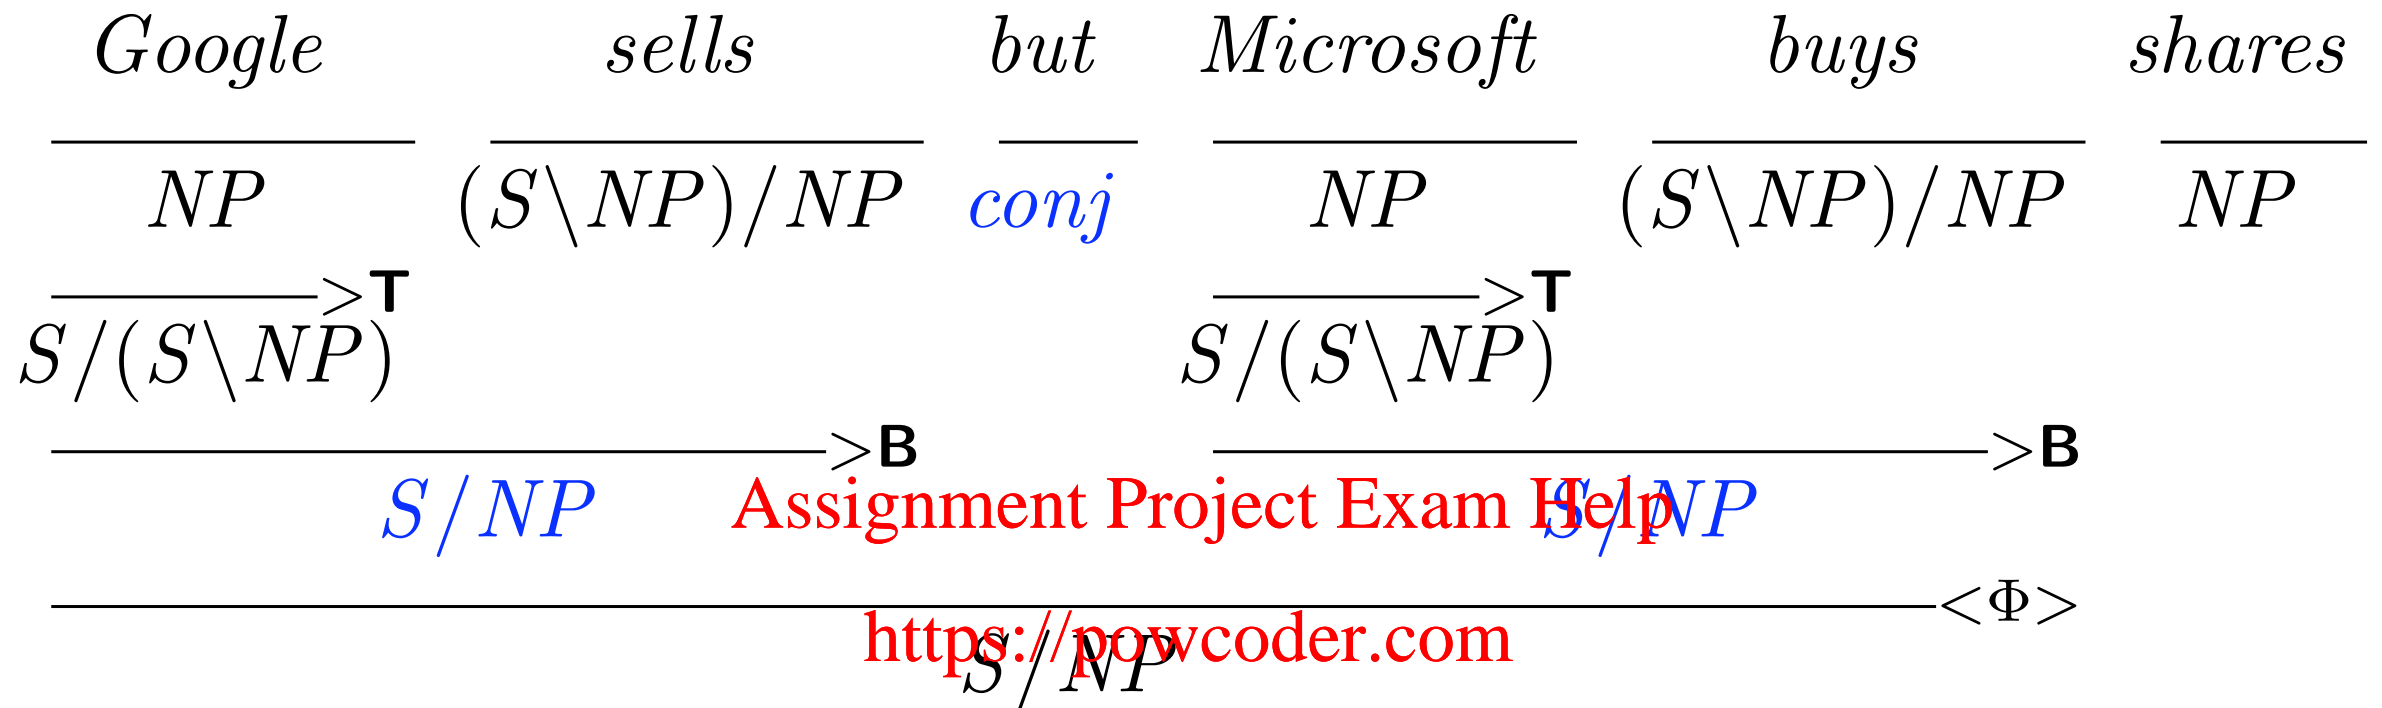 Google sells but Microsoft buys shares
NP (S\NP)/NP conj NP (S\NP)/NP NP
>T >T
S/(S\NP) S/(S\NP)
>B >B
S/NP Assignment Project Exam Help S/NP
<Φ>
https://powcoder.com
S/NP